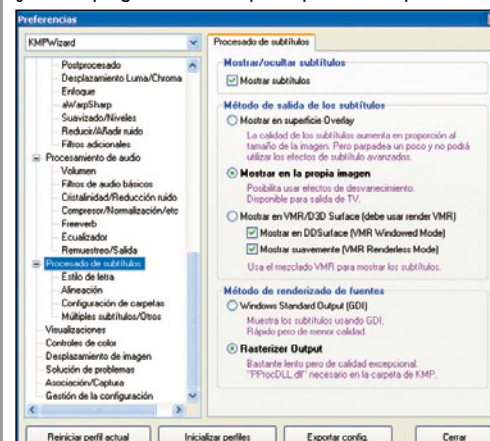 Preferencias
KMPWizard
Postprocesado
Desplazamiento Luma/Chroma
Enfoque
aWarpSharp
Suavizado/Niveles
Reducir/Añadir ruido
Filtros adicionales
Procesamiento de audio
Volumen
Filtros de audio básicos
Cristalinidad/Reducción ruido
Compresor/Normalización/etc
Freeverb
Ecualizador
Remuestreo/Salida
Procesado de subtítulos
Estilo de letra
Alineación
Configuración de carpetas
Múltiples subtítulos/Otros
Visualizaciones
Controles de color
Desplazamiento de imagen
Solución de problemas
Asociación/Captura
Gestión de la configuración
Procesado de subtítulos
Mostrar/ocultar subtítulos
Mostrar subtítulos
Método de salida de los subtítulos
Mostrar en superficie Overlay
La calidad de los subtítulos aumenta en proporción al
tamaño de la imagen. Pero parpadea un poco y no podrá
utilizar los efectos de subtítulo avanzados.
Mostrar en la propia imagen
Posibilita usar efectos de desvanecimiento.
Disponible para salida de TV.
Mostrar en VMR/D3D Surface (debe usar render VMR)
Mostrar en DDSurface (VMR Windowed Mode)
Mostrar suavemente (VMR Renderless Mode)
Usa el mezclado VMR para mostrar los subtítulos.
Método de renderizado de fuentes
Windows Standard Output (GDI)
Muestra los subtítulos usando GDI.
Rápido pero de menor calidad.
Rasterizer Output
Bastante lento pero de calidad excepcional.
"PProcDLL.dll" necesario en la carpeta de KMP.
Reiniciar perfil actual
Inicializar perfiles
Exportar config.
Cerrar